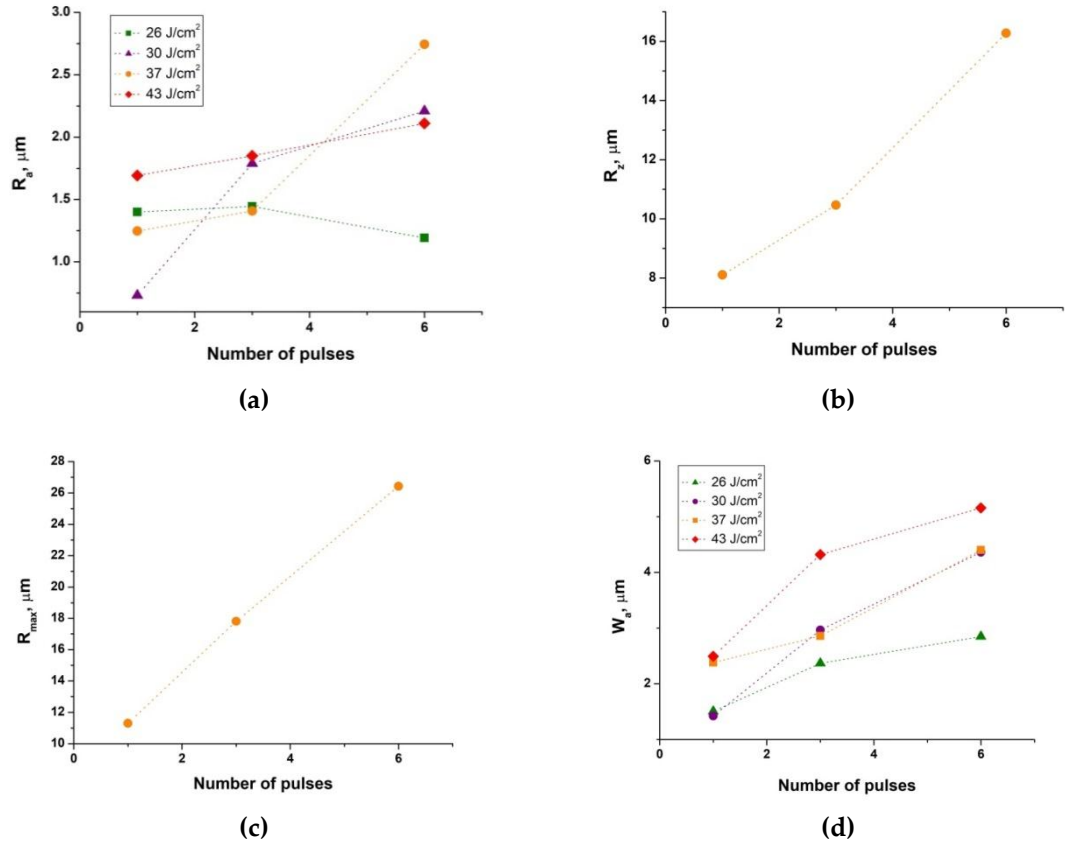 3.0
2.5
2.0
1.5
1.0
Rₐ, μm
26 J/cm²
30 J/cm²
37 J/cm²
43 J/cm²
0 2 4 6
Number of pulses
(a)
16
14
12
10
8
R_z, μm
0 2 4 6
Number of pulses
(b)
28
26
24
22
20
18
16
14
12
10
R_max, μm
0 2 4 6
Number of pulses
(c)
6
4
2
Wₐ, μm
26 J/cm²
30 J/cm²
37 J/cm²
43 J/cm²
0 2 4 6
Number of pulses
(d)